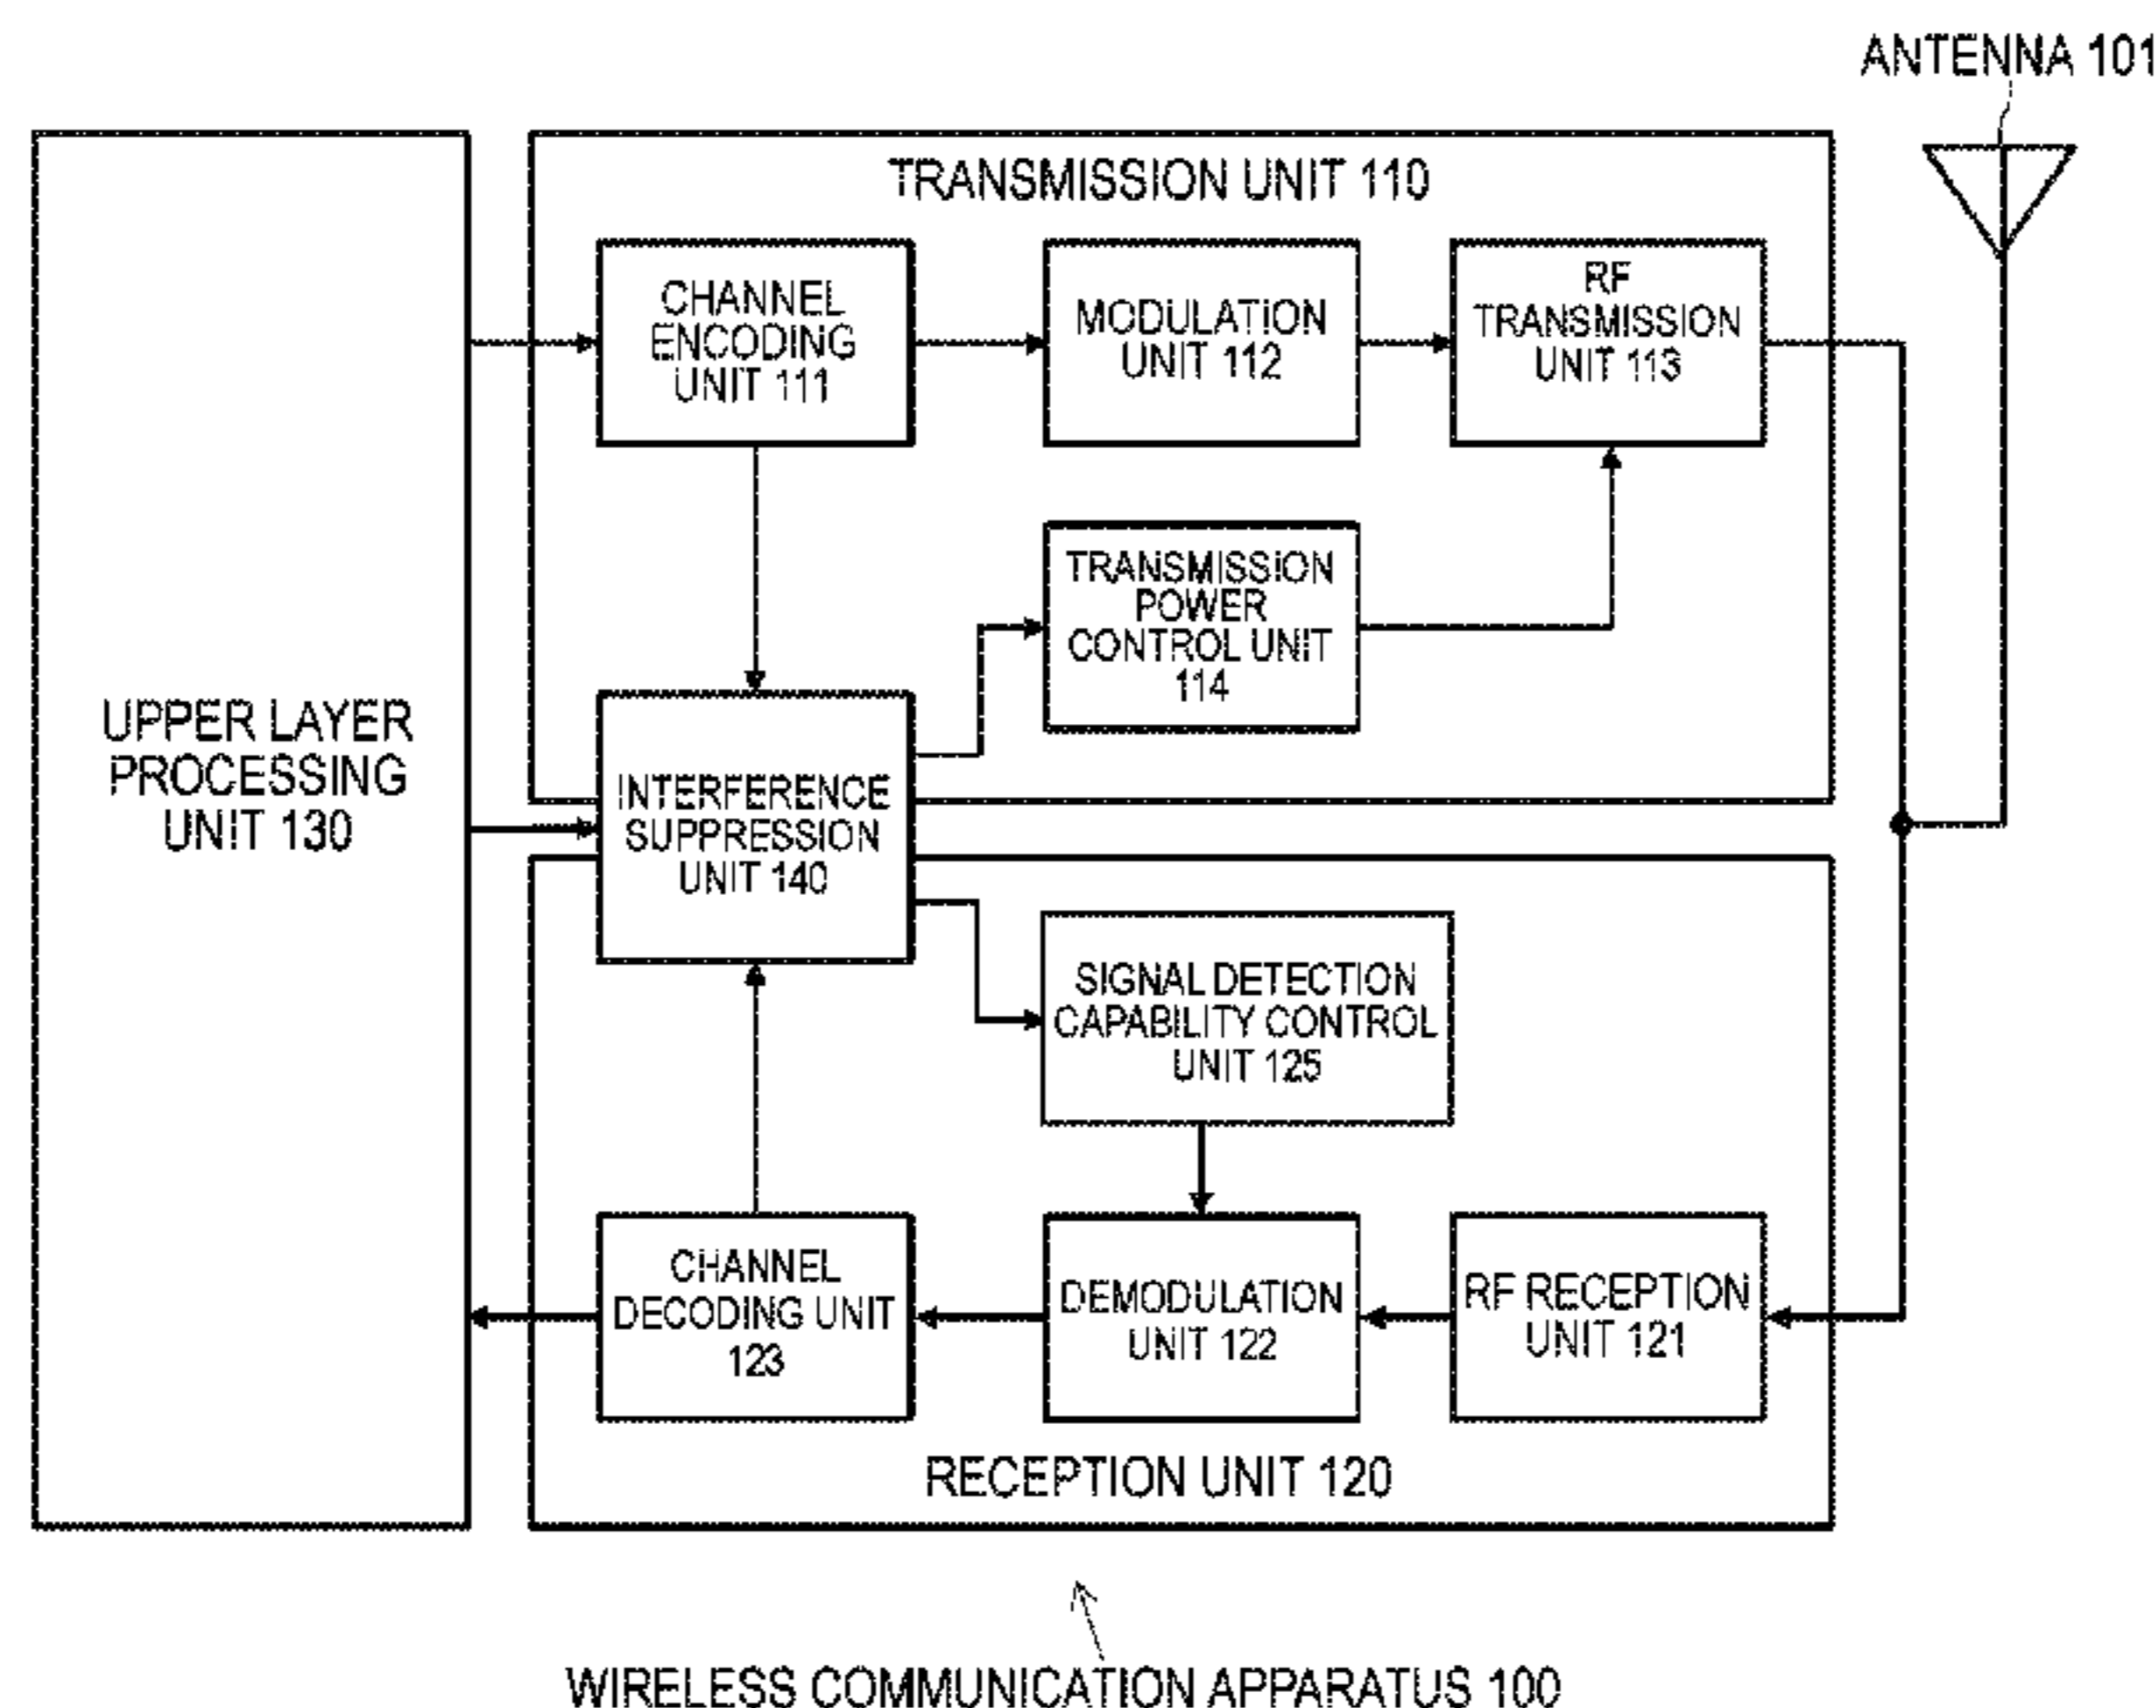 ANTENNA 101
TRANSMISSION UNIT 110
CHANNEL
ENCODING
UNIT 111
MODULATION
UNIT 112
RF
TRANSMISSION
UNIT 113
TRANSMISSION
POWER
CONTROL UNIT
114
UPPER LAYER
PROCESSING
UNIT 130
INTERFERENCE
SUPPRESSION
UNIT 140
SIGNAL DETECTION
CAPABILITY CONTROL
UNIT 125
CHANNEL
DECODING UNIT
123
DEMODULATION
UNIT 122
RF RECEPTION
UNIT 121
RECEPTION UNIT 120
WIRELESS COMMUNICATION APPARATUS 100